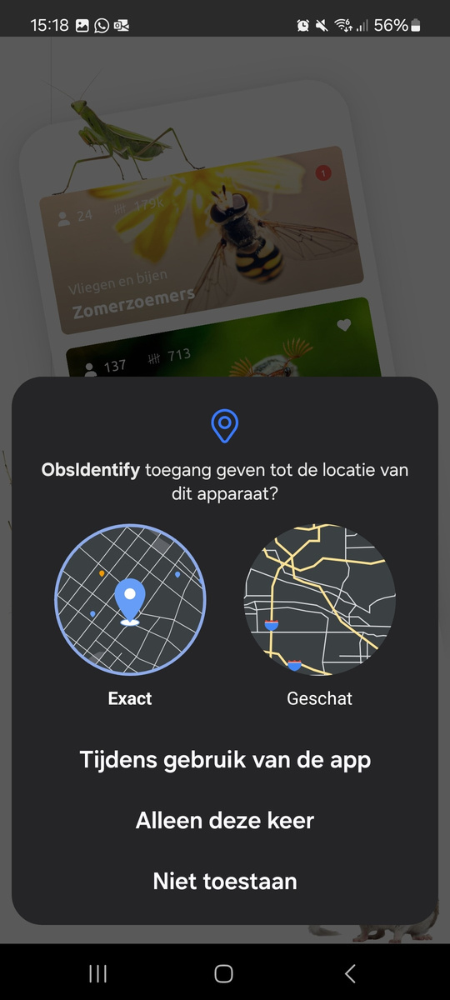 15:18 56%
24 179k
1
Vliegen en bijen
Zomerzoemers
137 713
ObsIdentify toegang geven tot de locatie van
dit apparaat?
Exact Geschat
Tijdens gebruik van de app
Alleen deze keer
Niet toestaan